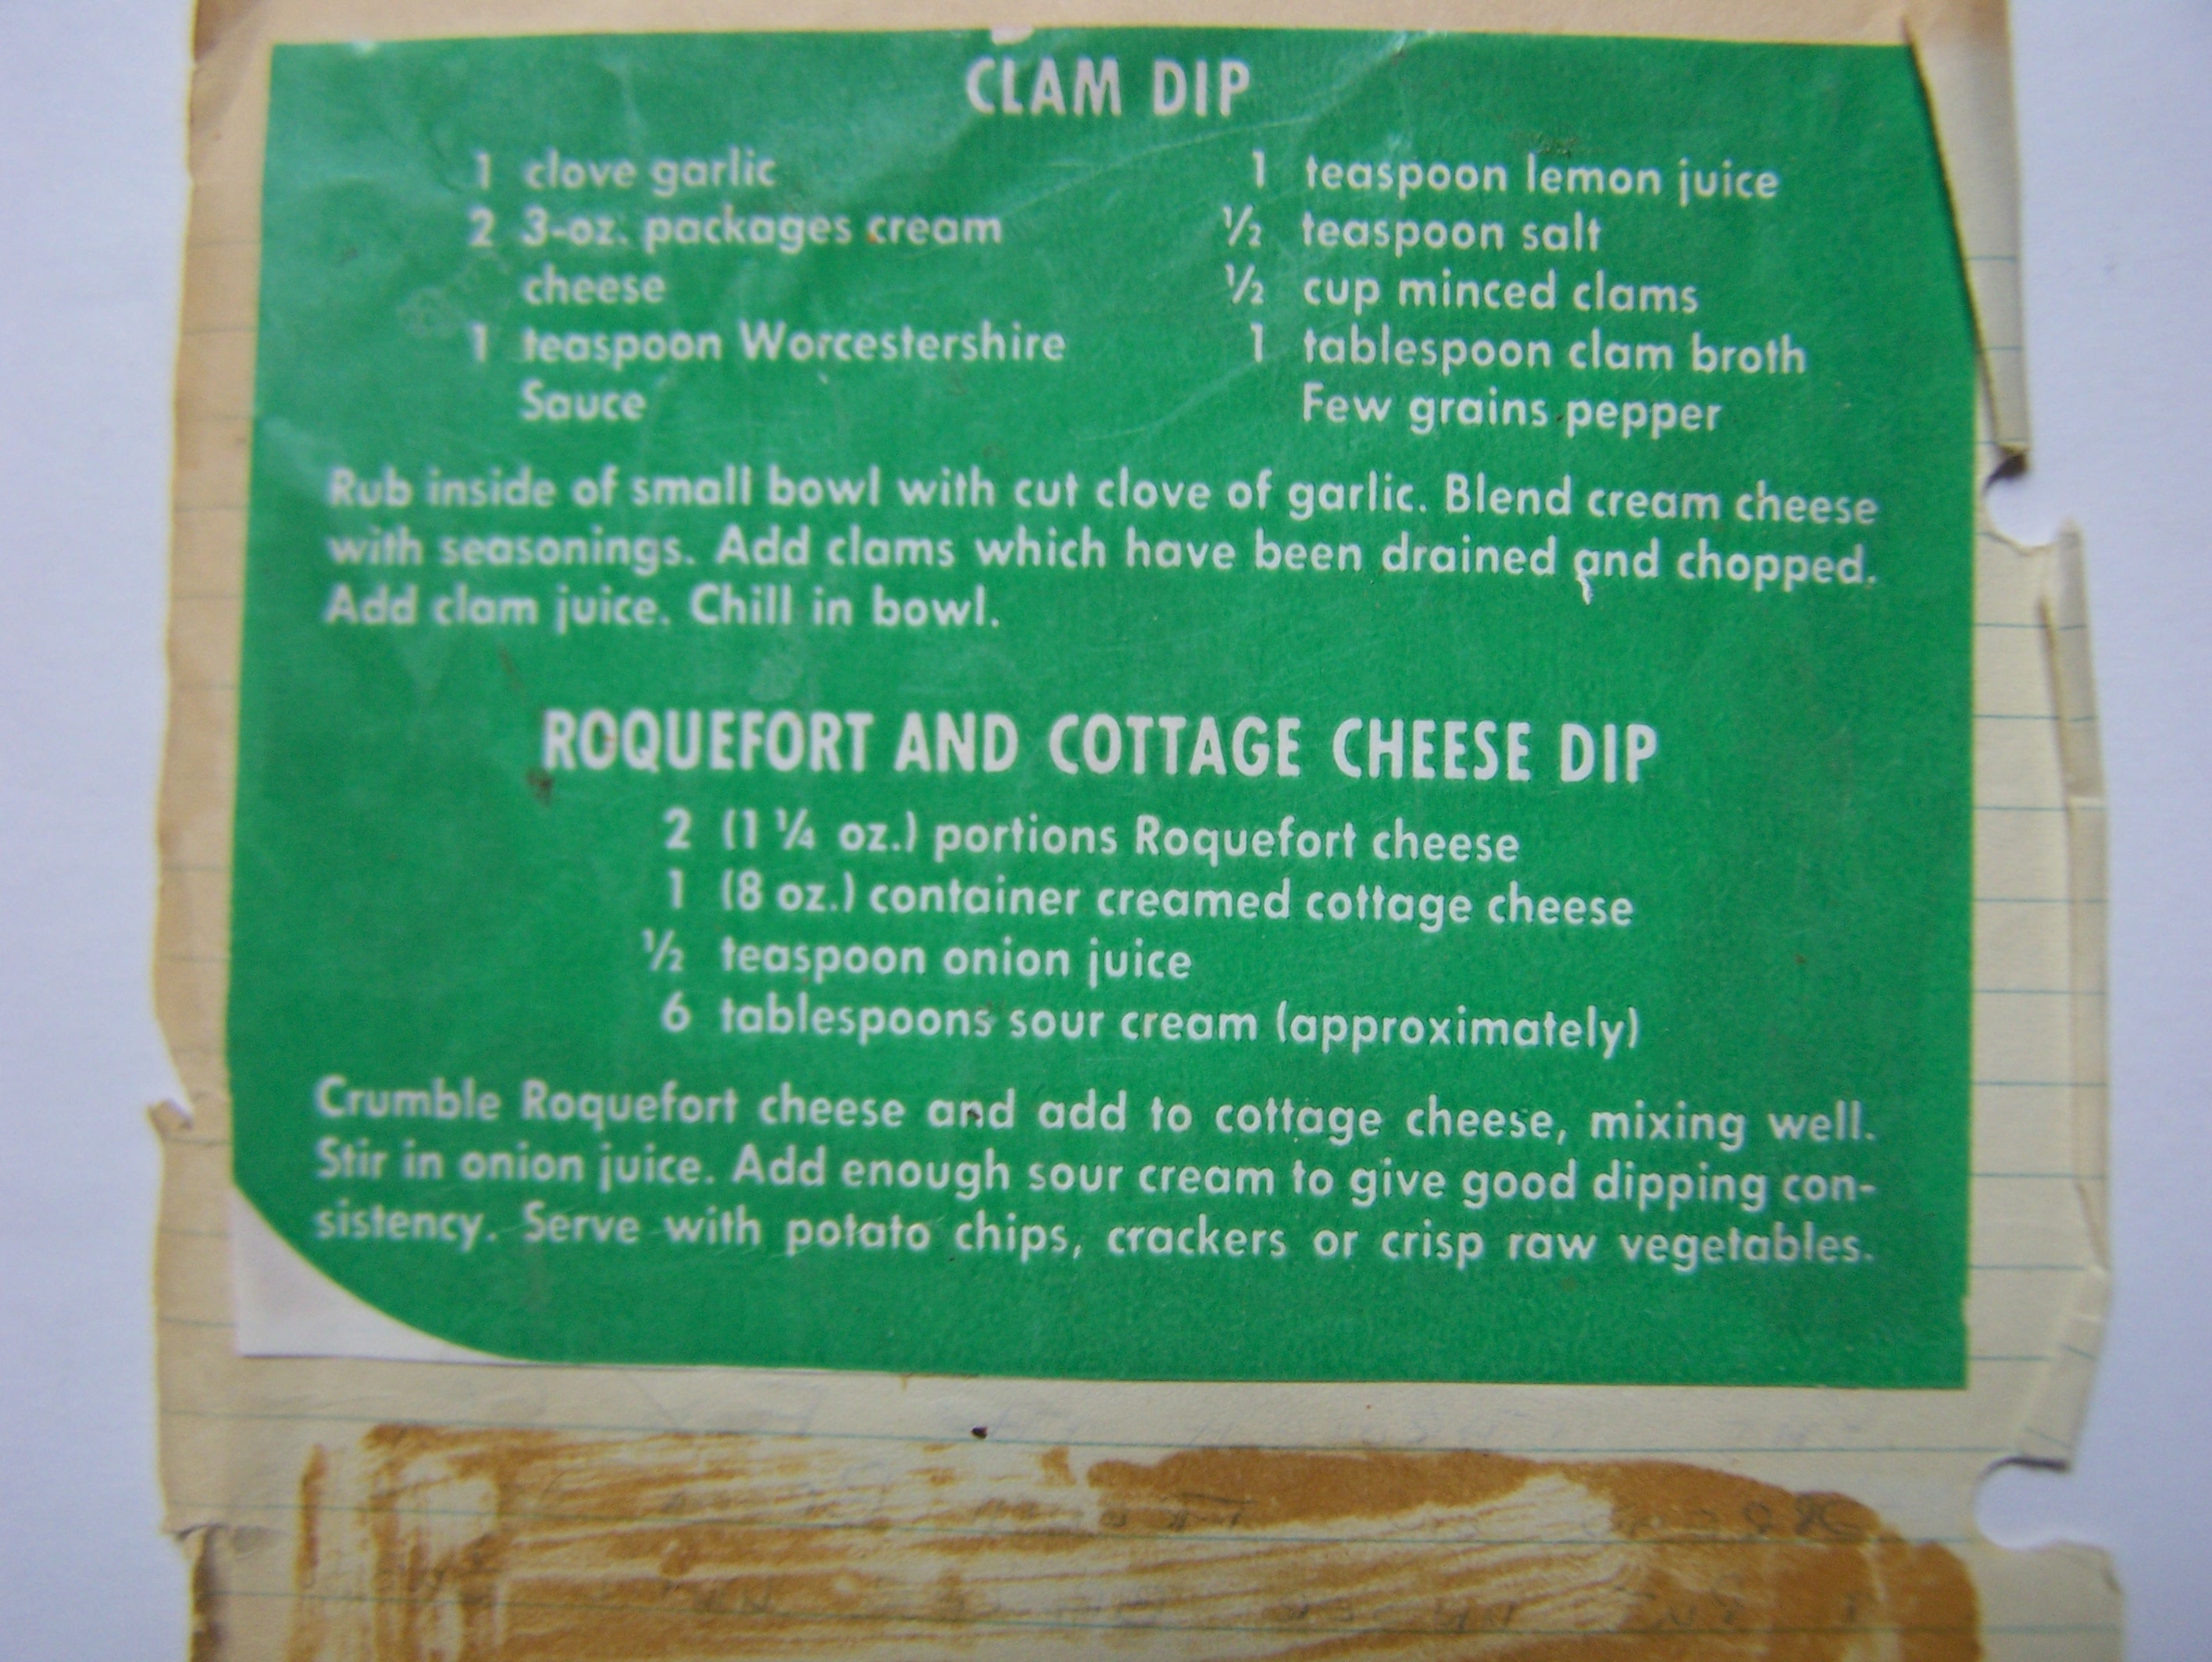 CLAM DIP
1 clove garlic
2 3-oz. packages cream
cheese
1 teaspoon Worcestershire
Sauce
1 teaspoon lemon juice
½ teaspoon salt
½ cup minced clams
1 tablespoon clam broth
Few grains pepper
Rub inside of small bowl with cut clove of garlic. Blend cream cheese
with seasonings. Add clams which have been drained and chopped.
Add clam juice. Chill in bowl.
ROQUEFORT AND COTTAGE CHEESE DIP
2 (1 ¼ oz.) portions Roquefort cheese
1 (8 oz.) container creamed cottage cheese
½ teaspoon onion juice
6 tablespoons sour cream (approximately)
Crumble Roquefort cheese and add to cottage cheese, mixing well.
Stir in onion juice. Add enough sour cream to give good dipping con-
sistency. Serve with potato chips, crackers or crisp raw vegetables.